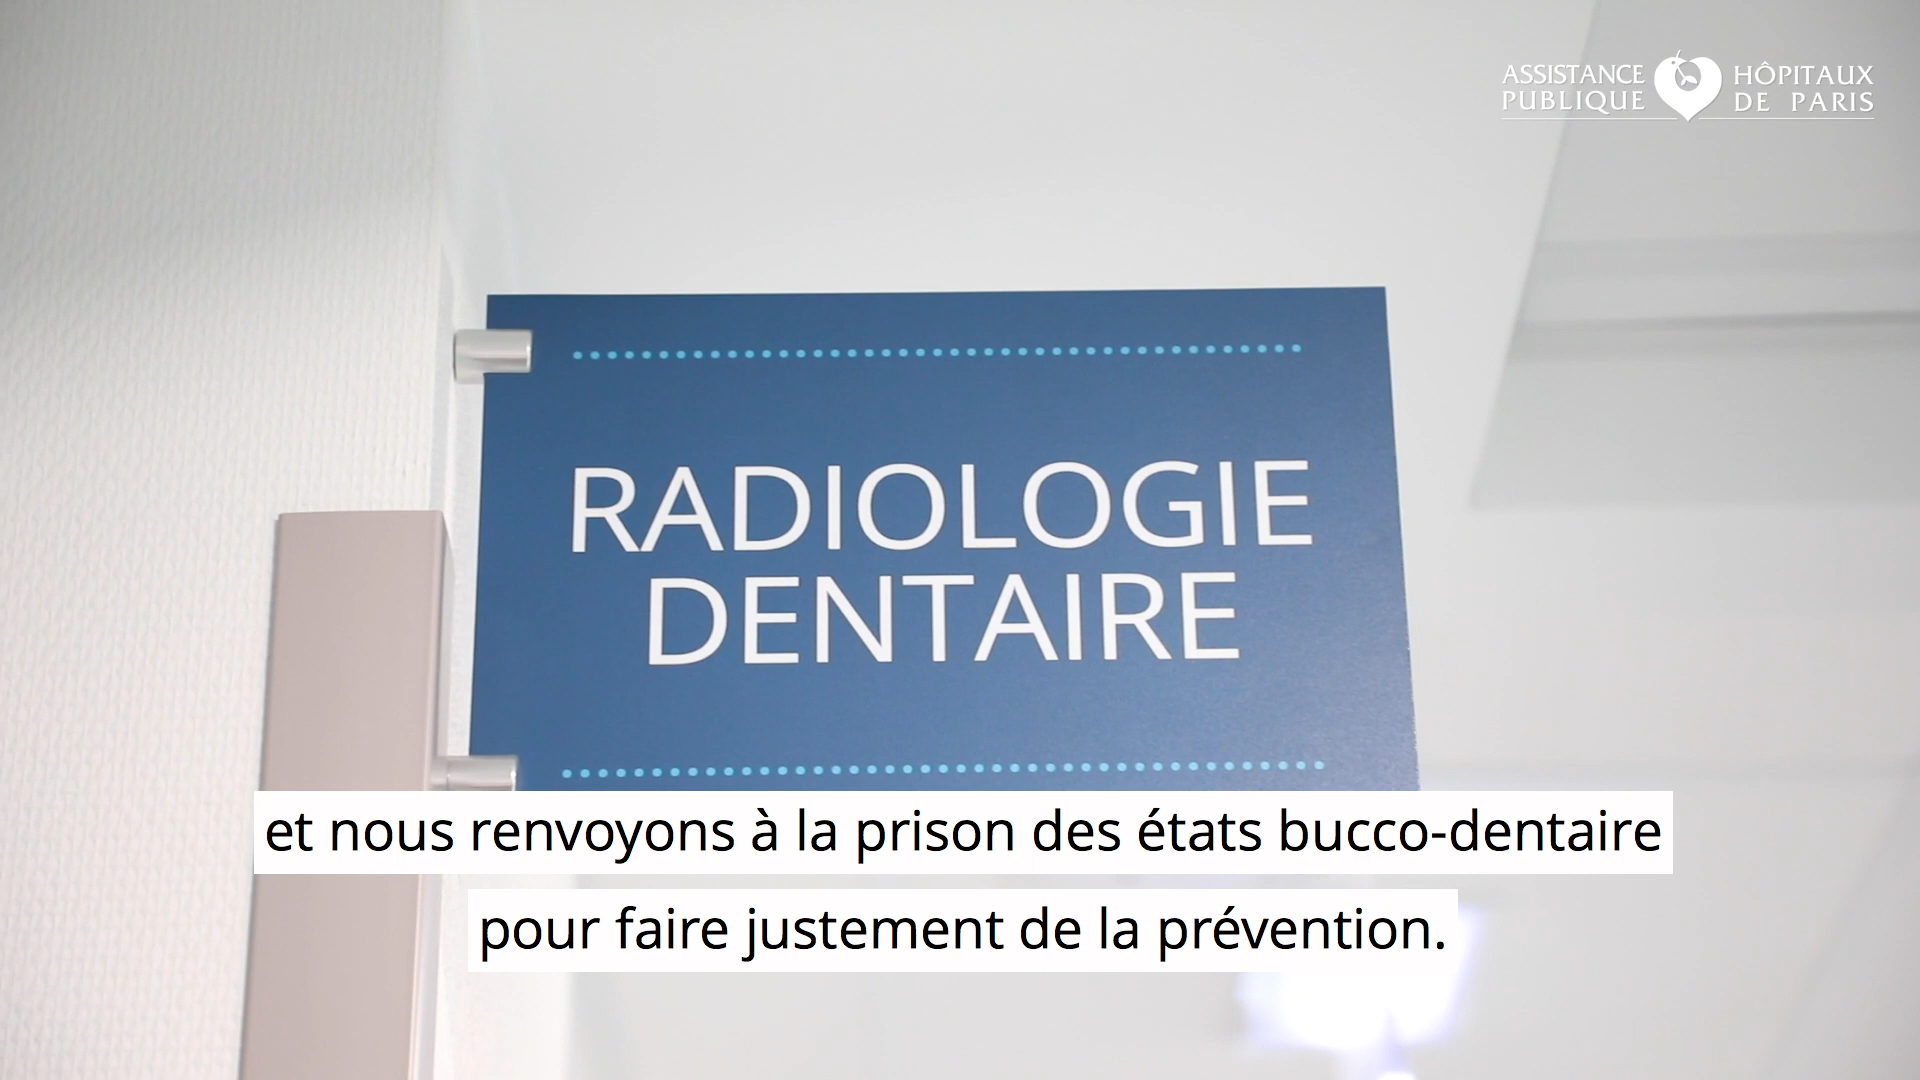 ASSISTANCE HÔPITAUX
PUBLIQUE DE PARIS
RADIOLOGIE
DENTAIRE
et nous renvoyons à la prison des états bucco-dentaire
pour faire justement de la prévention.